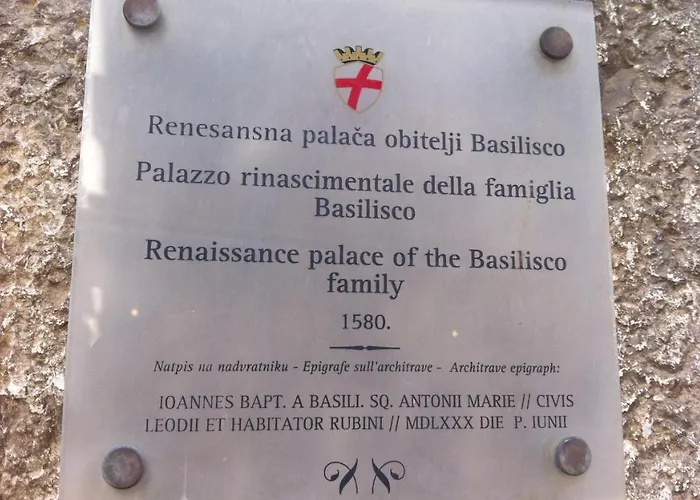 Renesansna palača obitelji Basilisco
Palazzo rinascimentale della famiglia
Basilisco
Renaissance palace of the Basilisco
family
1580.
Natpis na nadvratniku - Epigrafe sull'architrave - Architrave epigraph:
IOANNES BAPT. A BASILI. SQ. ANTONII MARIE // CIVIS
LEODII ET HABITATOR RUBINI // MDLXXX DIE P. IUNII